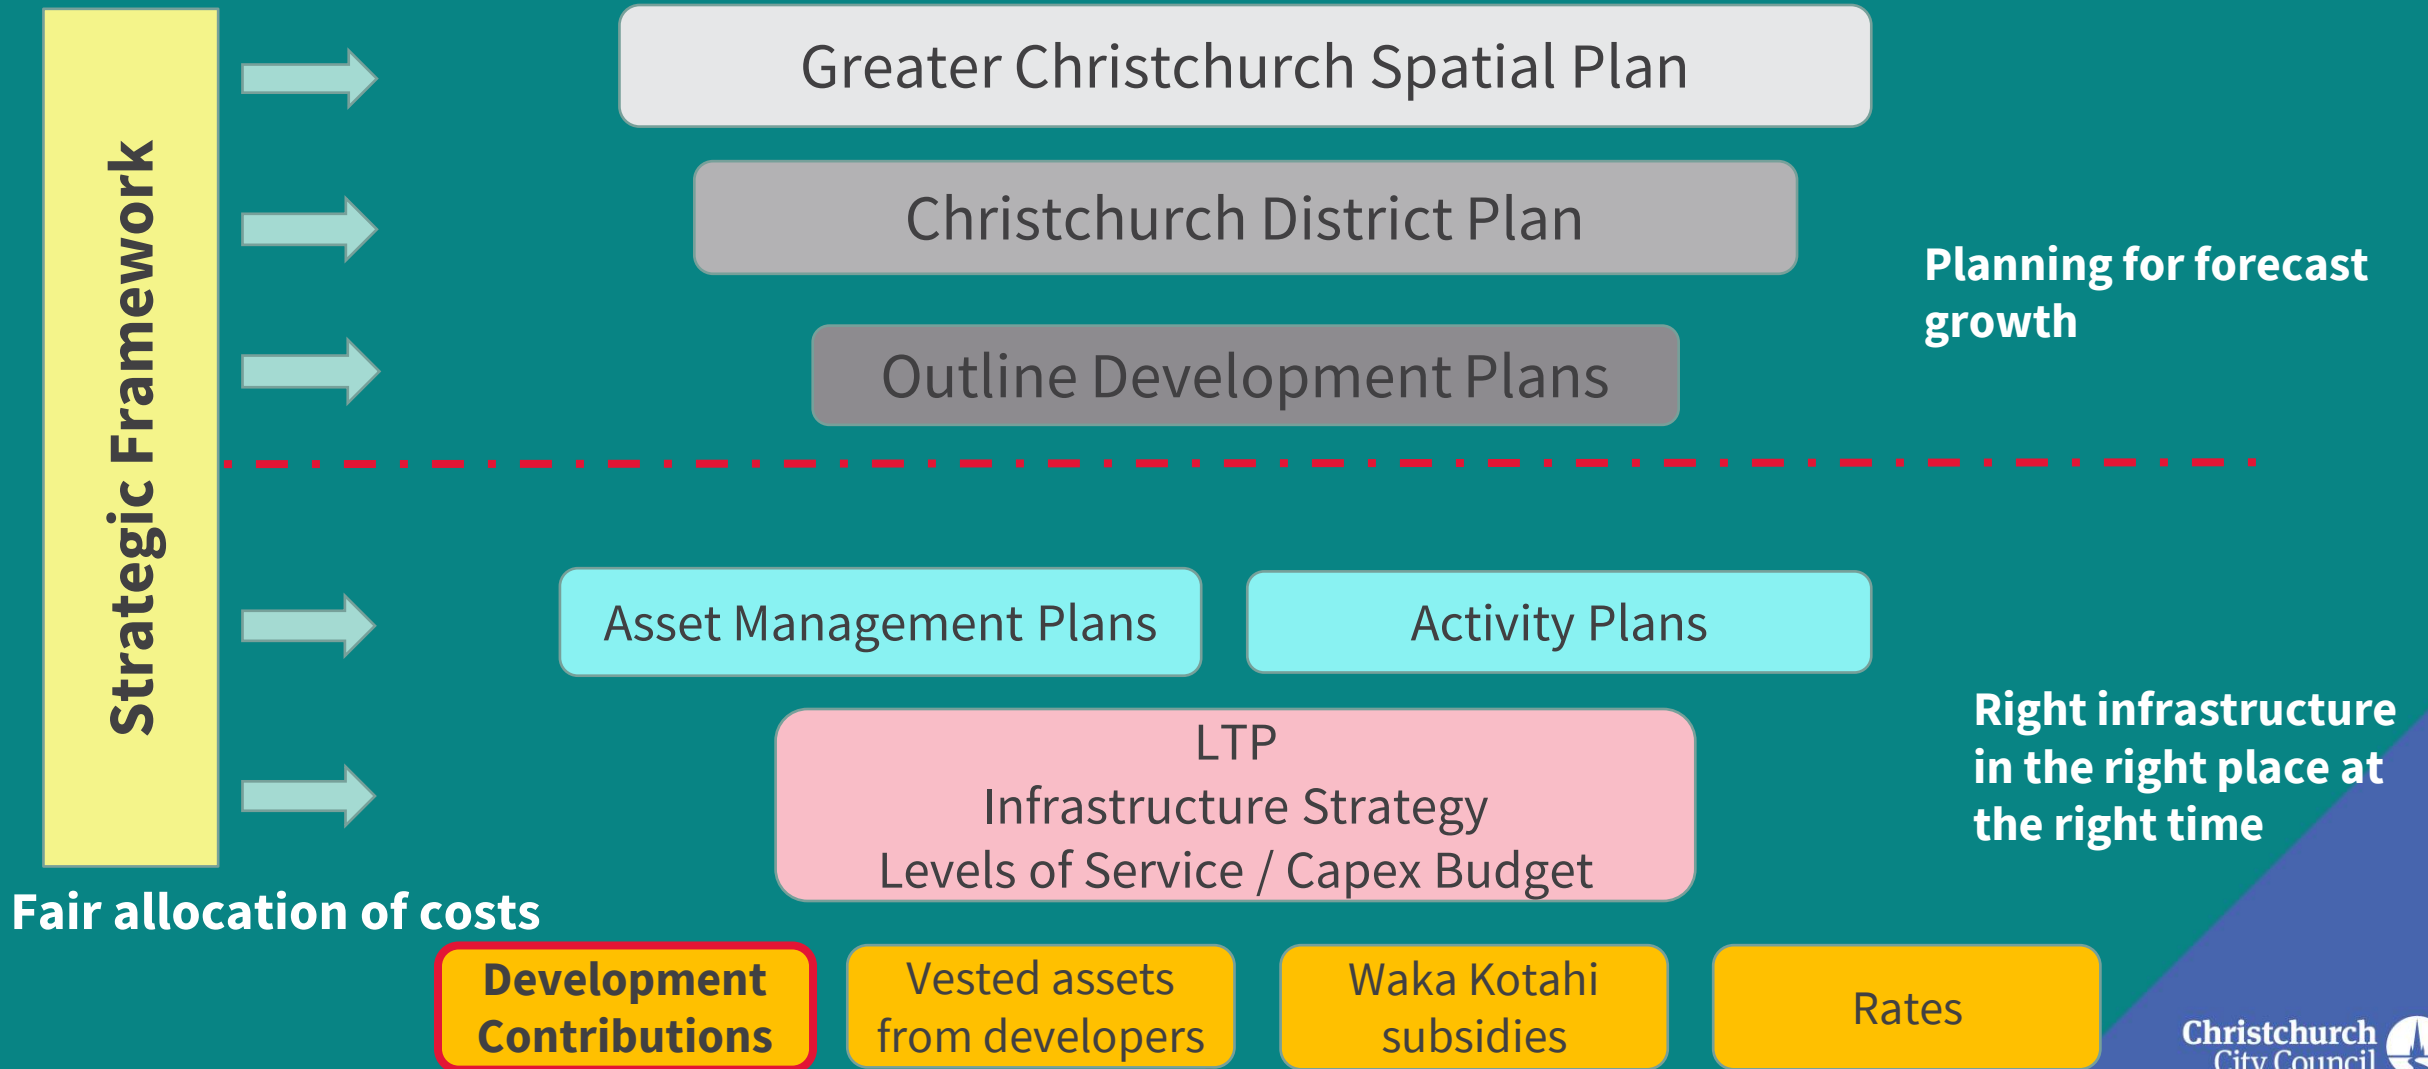 Strategic Framework
Greater Christchurch Spatial Plan
Christchurch District Plan
Outline Development Plans
Planning for forecast
growth
Asset Management Plans
Activity Plans
LTP
Infrastructure Strategy
Levels of Service / Capex Budget
Right infrastructure
in the right place at
the right time
Fair allocation of costs
Development
Contributions
Vested assets
from developers
Waka Kotahi
subsidies
Rates
Christchurch
City Council